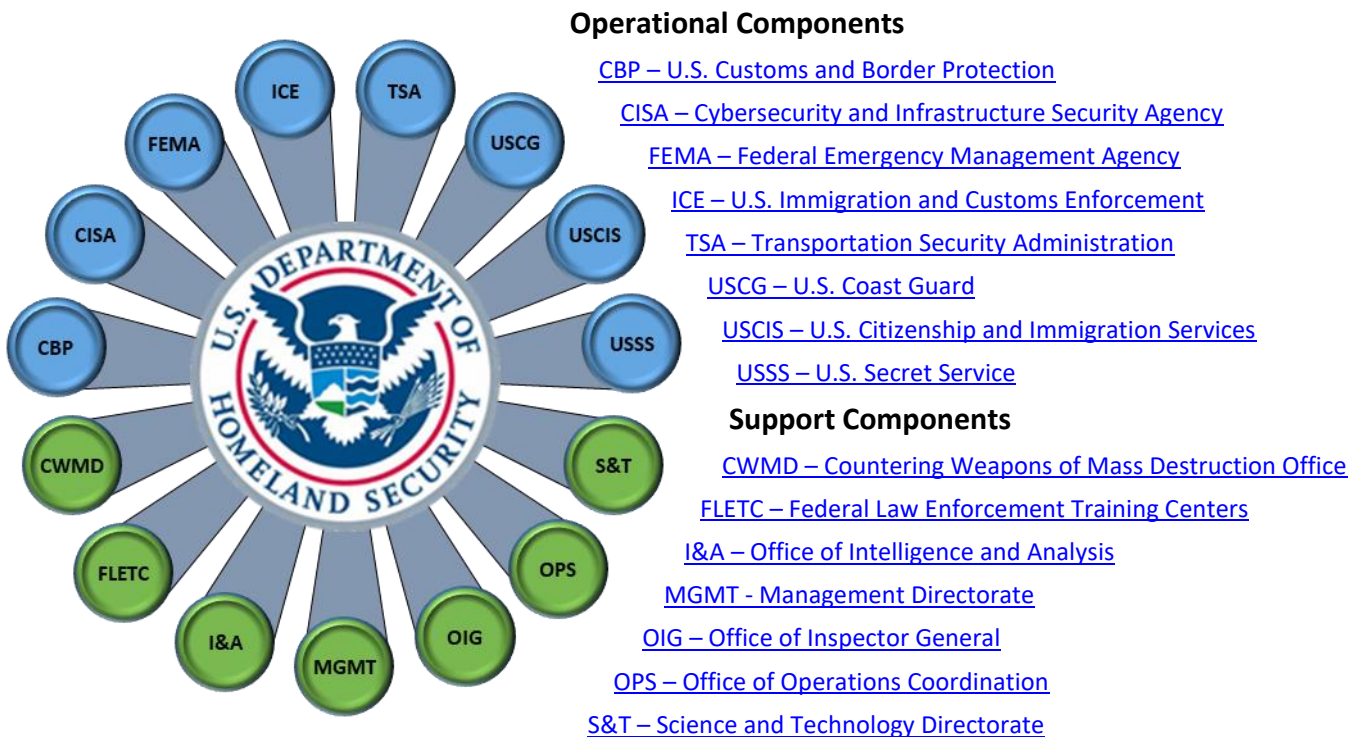 Operational Components
CBP – U.S. Customs and Border Protection
CISA – Cybersecurity and Infrastructure Security Agency
FEMA – Federal Emergency Management Agency
ICE – U.S. Immigration and Customs Enforcement
TSA – Transportation Security Administration
USCG – U.S. Coast Guard
USCIS – U.S. Citizenship and Immigration Services
USSS – U.S. Secret Service
Support Components
CWMD – Countering Weapons of Mass Destruction Office
FLETC – Federal Law Enforcement Training Centers
I&A – Office of Intelligence and Analysis
MGMT - Management Directorate
OIG – Office of Inspector General
OPS – Office of Operations Coordination
S&T – Science and Technology Directorate
CBP
CISA
FEMA
ICE
TSA
USCG
USCIS
USSS
CWMD
FLETC
I&A
MGMT
OIG
OPS
S&T
U.S. DEPARTMENT OF
HOMELAND SECURITY